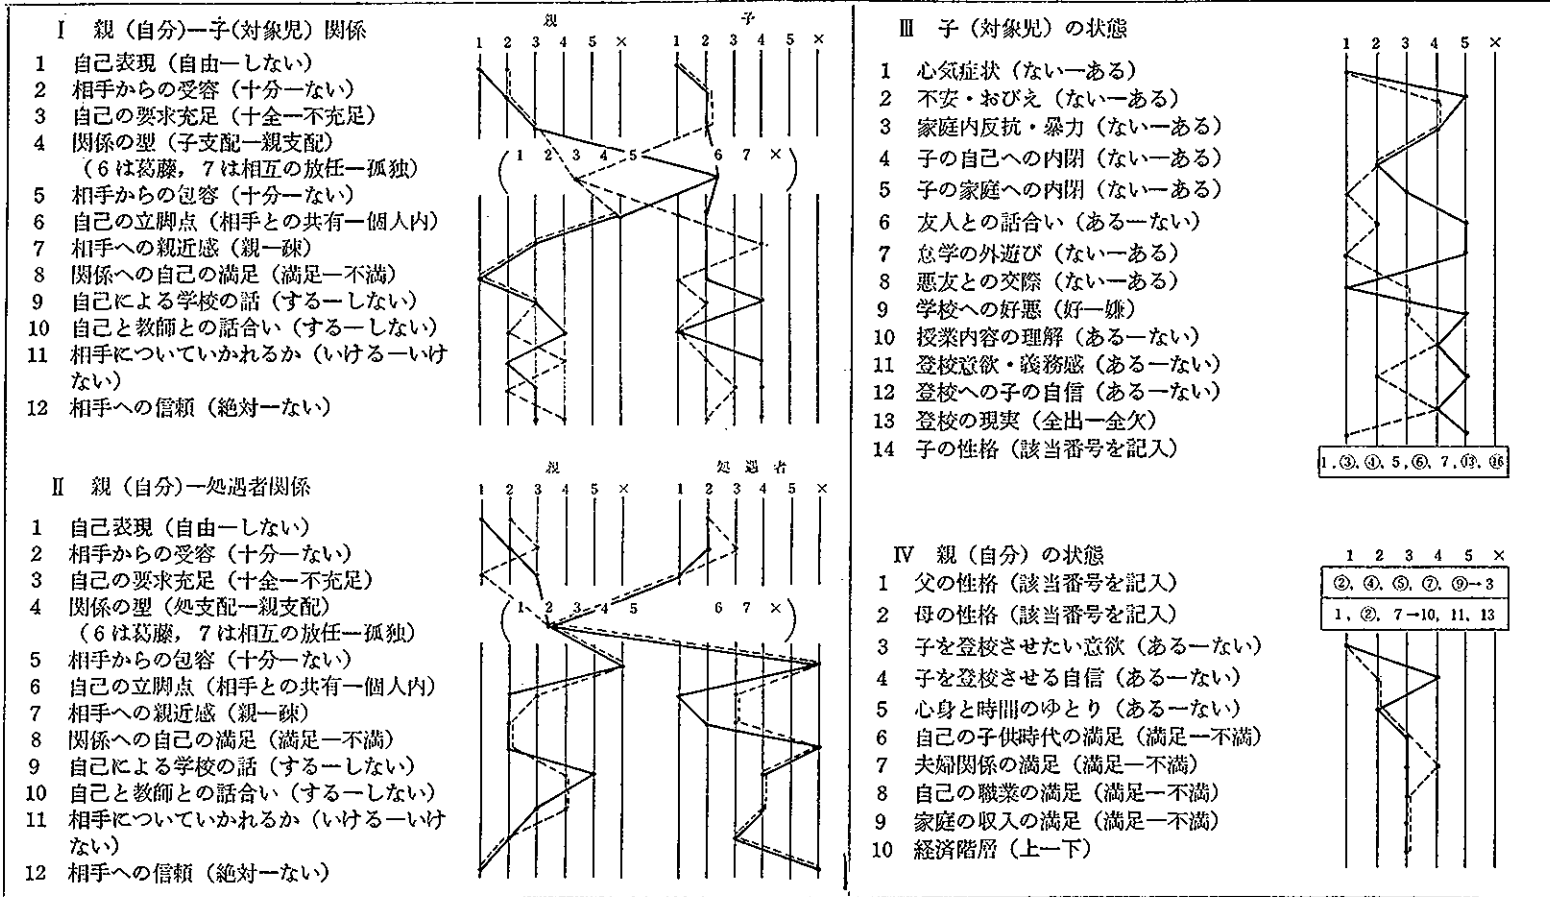 I 親（自分）—子(対象児）関係
親 子
1 2 3 4 5 × 1 2 3 4 5 ×
1 自己表現（自由—しない）
2 相手からの受容（十分—ない）
3 自己の要求充足（十全—不充足）
4 関係の型（子支配—親支配）
（6は葛藤，7は相互の放任—孤独）
( 1 2 3 4 5 6 7 × )
5 相手からの包容（十分—ない）
6 自己の立脚点（相手との共有—個人内）
7 相手への親近感（親—疎）
8 関係への自己の満足（満足—不満）
9 自己による学校の話（する—しない）
10 自己と教師との話合い（する—しない）
11 相手についていかれるか（いける—いけ
ない）
12 相手への信頼（絶対—ない）
II 親（自分）—処遇者関係
親 処遇者
1 2 3 4 5 × 1 2 3 4 5 ×
1 自己表現（自由—しない）
2 相手からの受容（十分—ない）
3 自己の要求充足（十全—不充足）
4 関係の型（処支配—親支配）
（6は葛藤，7は相互の放任—孤独）
( 1 2 3 4 5 6 7 × )
5 相手からの包容（十分—ない）
6 自己の立脚点（相手との共有—個人内）
7 相手への親近感（親—疎）
8 関係への自己の満足（満足—不満）
9 自己による学校の話（する—しない）
10 自己と教師との話合い（する—しない）
11 相手についていかれるか（いける—いけ
ない）
12 相手への信頼（絶対—ない）
III 子（対象児）の状態
1 2 3 4 5 ×
1 心気症状（ない—ある）
2 不安・おびえ（ない—ある）
3 家庭内反抗・暴力（ない—ある）
4 子の自己への内閉（ない—ある）
5 子の家庭への内閉（ない—ある）
6 友人との話合い（ある—ない）
7 怠学の外遊び（ない—ある）
8 悪友との交際（ない—ある）
9 学校への好悪（好—嫌）
10 授業内容の理解（ある—ない）
11 登校意欲・義務感（ある—ない）
12 登校への子の自信（ある—ない）
13 登校の現実（全出—全欠）
14 子の性格（該当番号を記入）
1, ③, ④, 5, ⑥, 7, ⑬, ⑯
IV 親（自分）の状態
1 2 3 4 5 ×
1 父の性格（該当番号を記入）
②, ④, ⑤, ⑦, ⑨→3
2 母の性格（該当番号を記入）
1, ②, 7→10, 11, 13
3 子を登校させたい意欲（ある—ない）
4 子を登校させる自信（ある—ない）
5 心身と時間のゆとり（ある—ない）
6 自己の子供時代の満足（満足—不満）
7 夫婦関係の満足（満足—不満）
8 自己の職業の満足（満足—不満）
9 家庭の収入の満足（満足—不満）
10 経済階層（上—下）